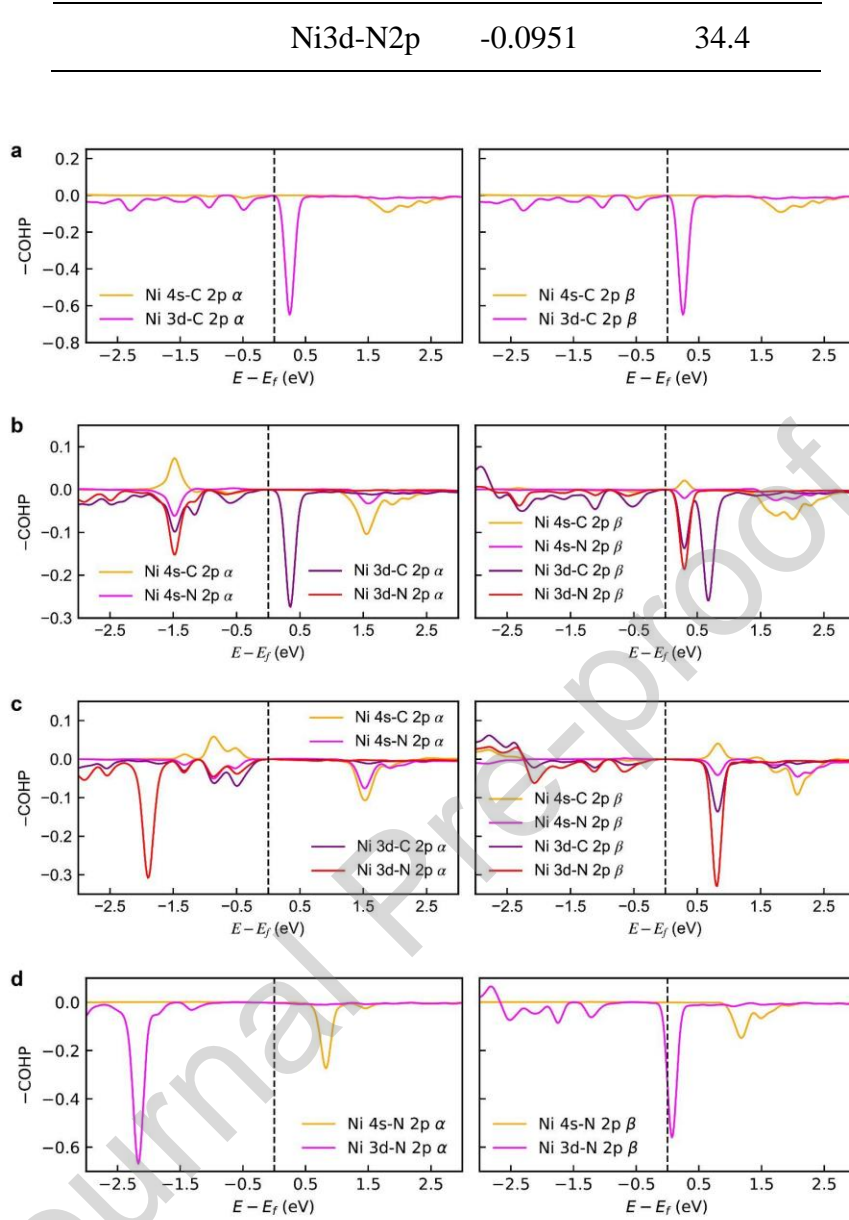 Ni3d-N2p -0.0951 34.4
a
0.2
0.0
−0.2
−0.4
−0.6
−0.8
−COHP
Ni 4s-C 2p α
Ni 3d-C 2p α
−2.5 −1.5 −0.5 0.5 1.5 2.5
E − E_f (eV)
Ni 4s-C 2p β
Ni 3d-C 2p β
−2.5 −1.5 −0.5 0.5 1.5 2.5
E − E_f (eV)
b
0.1
0.0
−0.1
−0.2
−0.3
−COHP
Ni 4s-C 2p α
Ni 4s-N 2p α
Ni 3d-C 2p α
Ni 3d-N 2p α
−2.5 −1.5 −0.5 0.5 1.5 2.5
E − E_f (eV)
Ni 4s-C 2p β
Ni 4s-N 2p β
Ni 3d-C 2p β
Ni 3d-N 2p β
−2.5 −1.5 −0.5 0.5 1.5 2.5
E − E_f (eV)
c
0.1
0.0
−0.1
−0.2
−0.3
−COHP
Ni 4s-C 2p α
Ni 4s-N 2p α
Ni 3d-C 2p α
Ni 3d-N 2p α
−2.5 −1.5 −0.5 0.5 1.5 2.5
E − E_f (eV)
Ni 4s-C 2p β
Ni 4s-N 2p β
Ni 3d-C 2p β
Ni 3d-N 2p β
−2.5 −1.5 −0.5 0.5 1.5 2.5
E − E_f (eV)
d
0.0
−0.2
−0.4
−0.6
−COHP
Ni 4s-N 2p α
Ni 3d-N 2p α
−2.5 −1.5 −0.5 0.5 1.5 2.5
E − E_f (eV)
Ni 4s-N 2p β
Ni 3d-N 2p β
−2.5 −1.5 −0.5 0.5 1.5 2.5
E − E_f (eV)
Journal Pre-proof